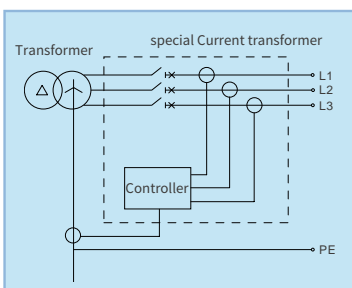 special Current transformer
Transformer
L1
L2
L3
Controller
PE